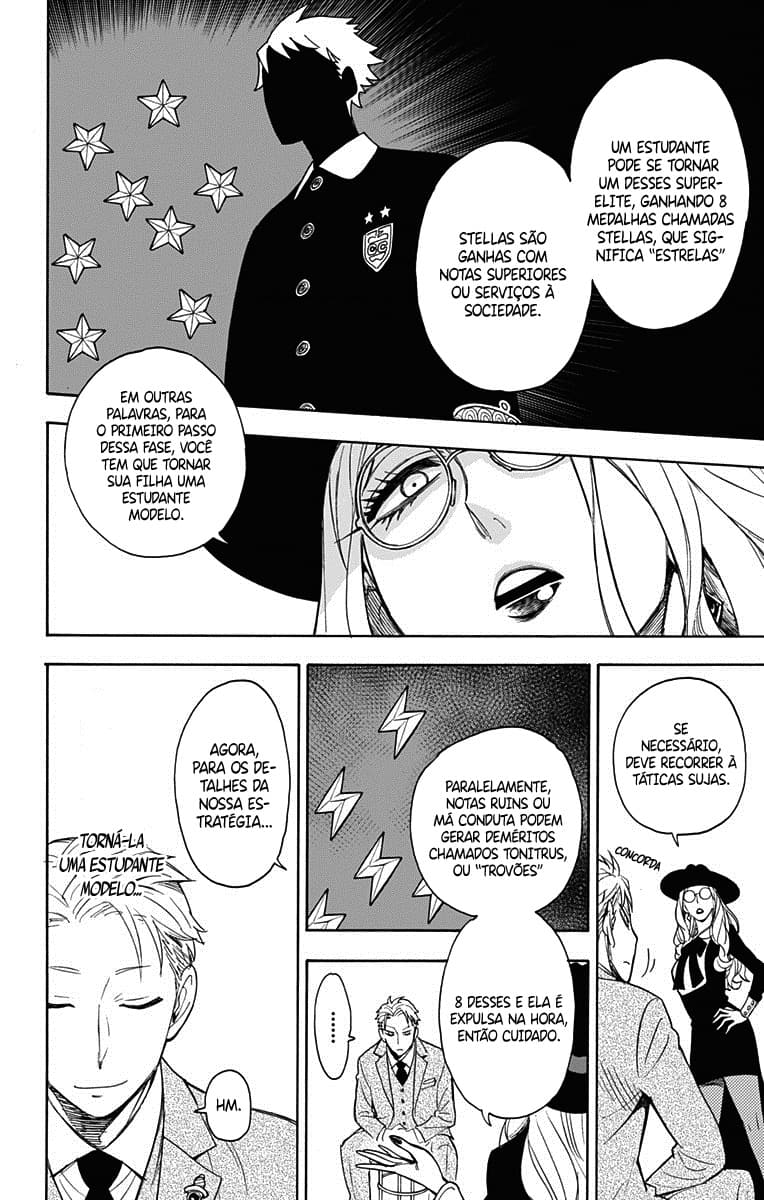 UM ESTUDANTE
PODE SE TORNAR
UM DESSES SUPER-
ELITE, GANHANDO 8
MEDALHAS CHAMADAS
STELLAS, QUE SIG-
NIFICA "ESTRELAS"
STELLAS SÃO
GANHAS COM
NOTAS SUPERIORES
OU SERVIÇOS À
SOCIEDADE.
EM OUTRAS
PALAVRAS, PARA
O PRIMEIRO PASSO
DESSA FASE, VOCÊ
TEM QUE TORNAR
SUA FILHA UMA
ESTUDANTE
MODELO.
SE
NECESSÁRIO,
DEVE RECORRER À
TÁTICAS SUJAS.
CONCORDA
PARALELAMENTE,
NOTAS RUINS OU
MÁ CONDUTA PODEM
GERAR DEMÉRITOS
CHAMADOS TONITRUS,
OU "TROVÕES"
8 DESSES E ELA É
EXPULSA NA HORA,
ENTÃO CUIDADO.
......
AGORA,
PARA OS DE-
TALHES DA
NOSSA ES-
TRATÉGIA...
TORNÁ-LA
UMA ESTUDANTE
MODELO...
HM.